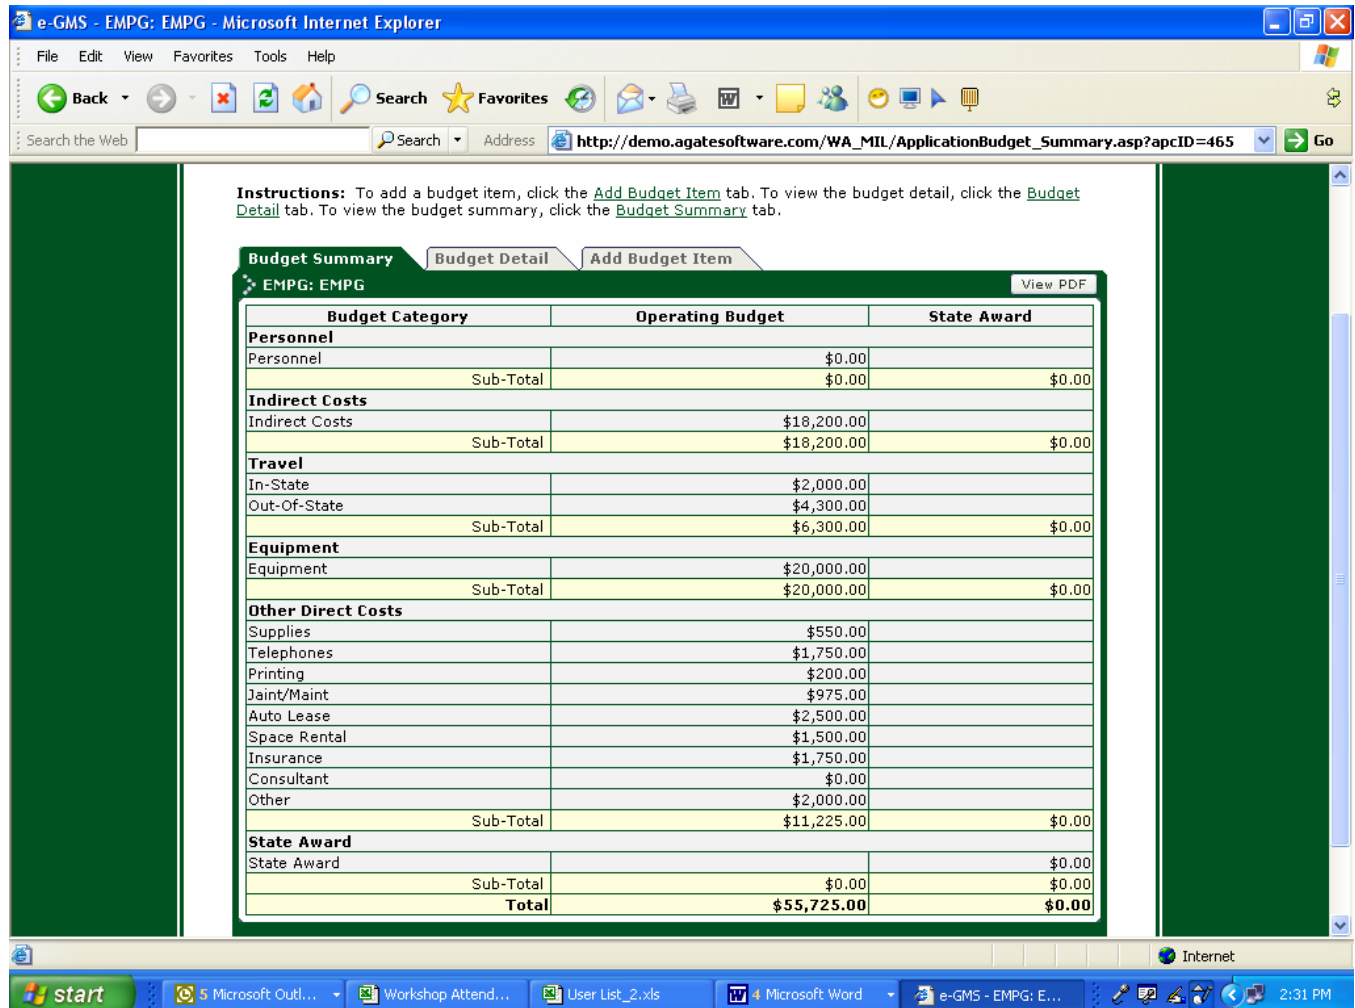 e-GMS - EMPG: EMPG - Microsoft Internet Explorer
File Edit View Favorites Tools Help
Back Search Favorites
Search the Web Search Address http://demo.agatesoftware.com/WA_MIL/ApplicationBudget_Summary.asp?apcID=465 Go
Instructions: To add a budget item, click the Add Budget Item tab. To view the budget detail, click the Budget
Detail tab. To view the budget summary, click the Budget Summary tab.
Budget Summary Budget Detail Add Budget Item
EMPG: EMPG View PDF
Budget Category Operating Budget State Award
Personnel
Personnel $0.00
Sub-Total $0.00 $0.00
Indirect Costs
Indirect Costs $18,200.00
Sub-Total $18,200.00 $0.00
Travel
In-State $2,000.00
Out-Of-State $4,300.00
Sub-Total $6,300.00 $0.00
Equipment
Equipment $20,000.00
Sub-Total $20,000.00 $0.00
Other Direct Costs
Supplies $550.00
Telephones $1,750.00
Printing $200.00
Jaint/Maint $975.00
Auto Lease $2,500.00
Space Rental $1,500.00
Insurance $1,750.00
Consultant $0.00
Other $2,000.00
Sub-Total $11,225.00 $0.00
State Award
State Award $0.00
Sub-Total $0.00 $0.00
Total $55,725.00 $0.00
Internet
start 5 Microsoft Outl... Workshop Attend... User List_2.xls 4 Microsoft Word e-GMS - EMPG: E... 2:31 PM